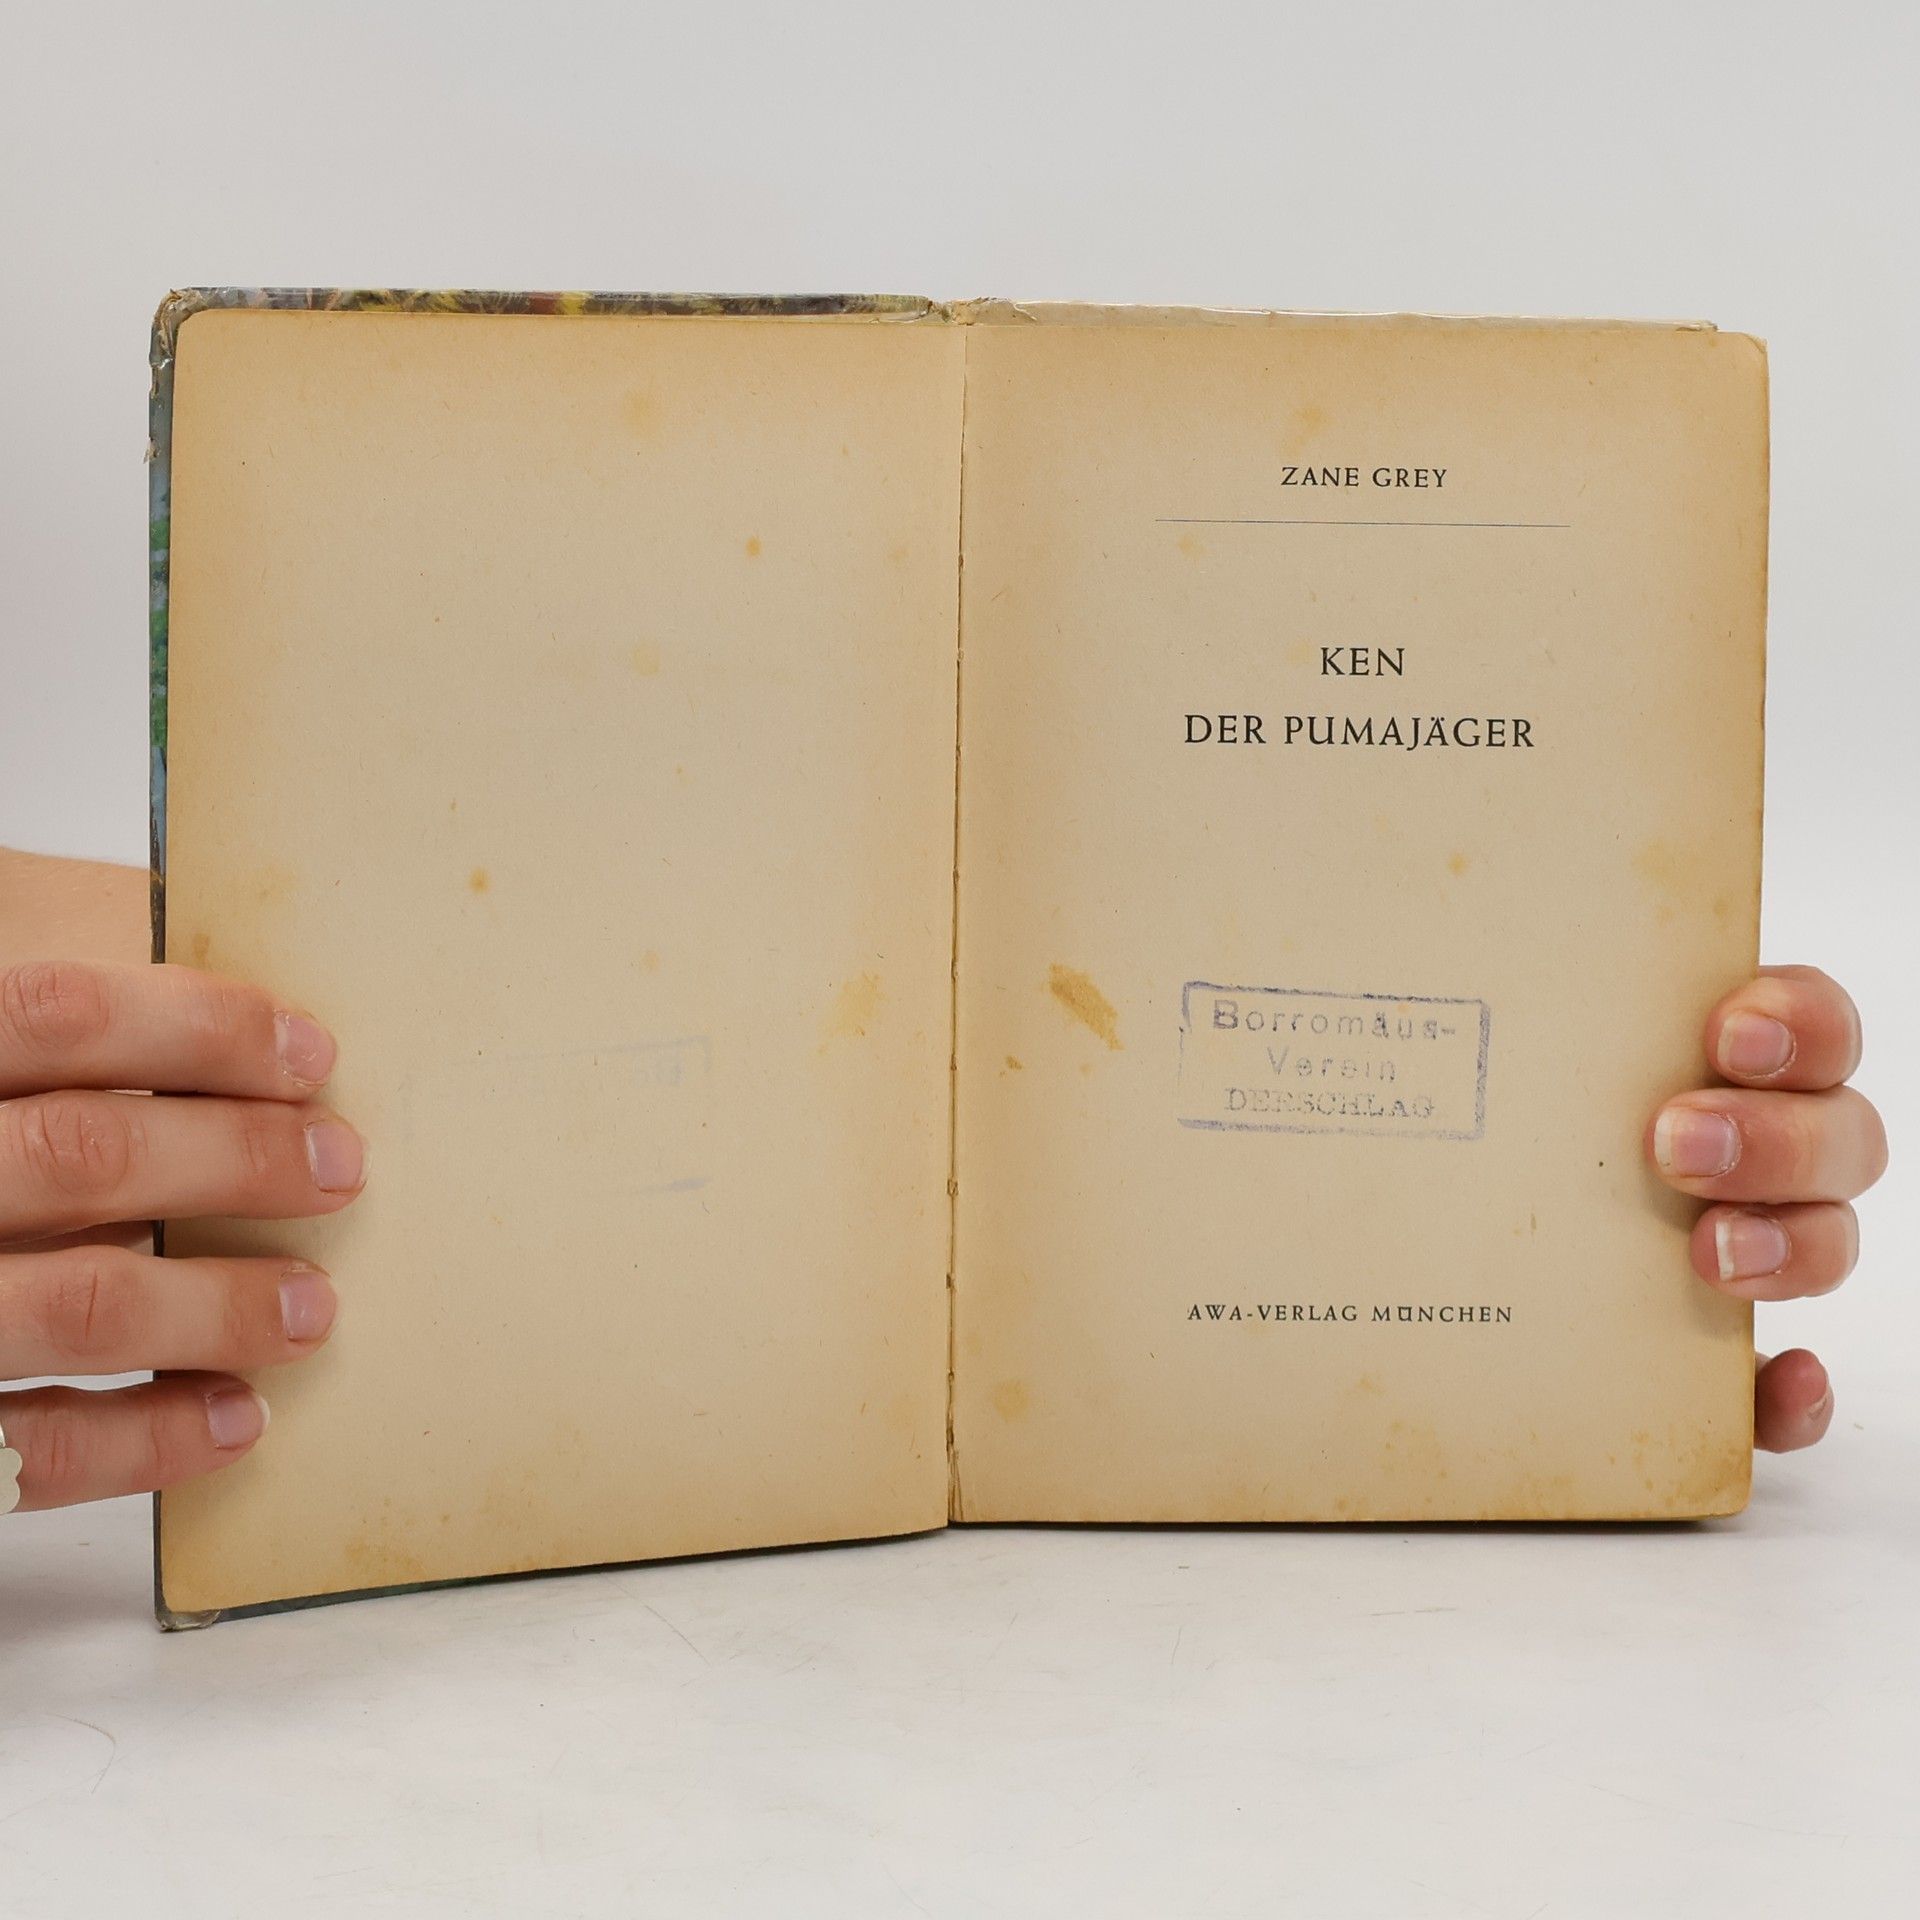 ZANE GREY
KEN
DER PUMAJÄGER
Borromäus-
Verein
DERSCHLAG
AWA-VERLAG MÜNCHEN